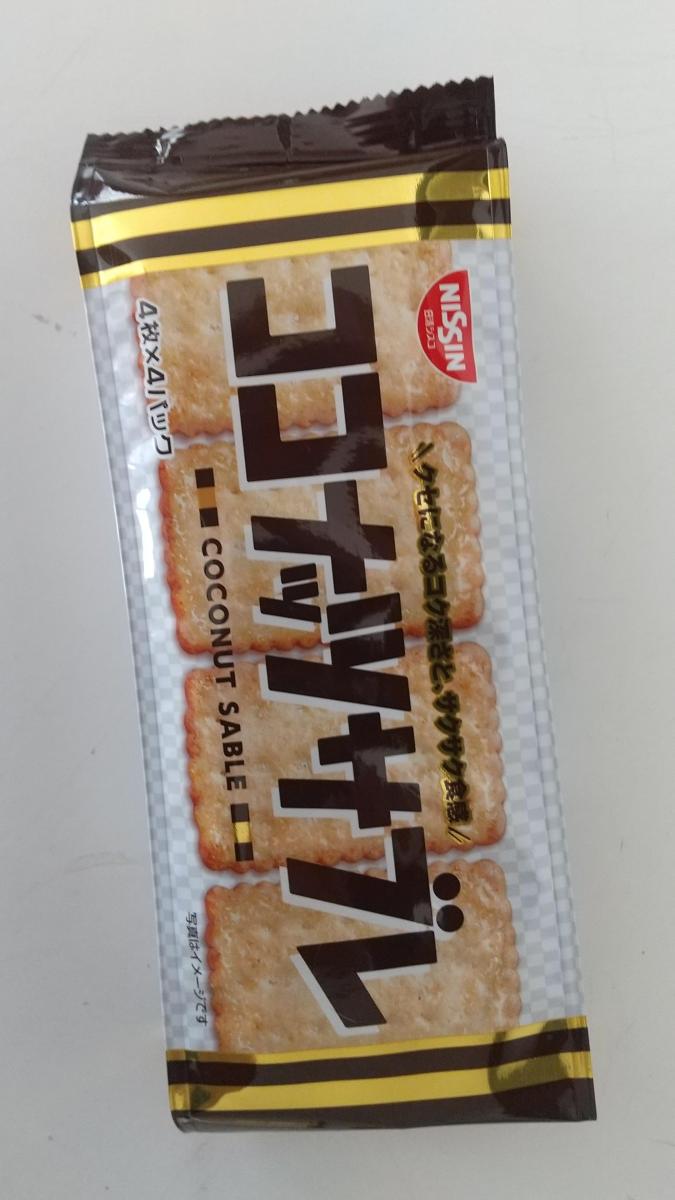 NISSIN
日清シスコ
＼クセになるコク深さと、サクサク食感／
ココナッツサブレ
COCONUT SABLE
4枚×4パック
写真はイメージです